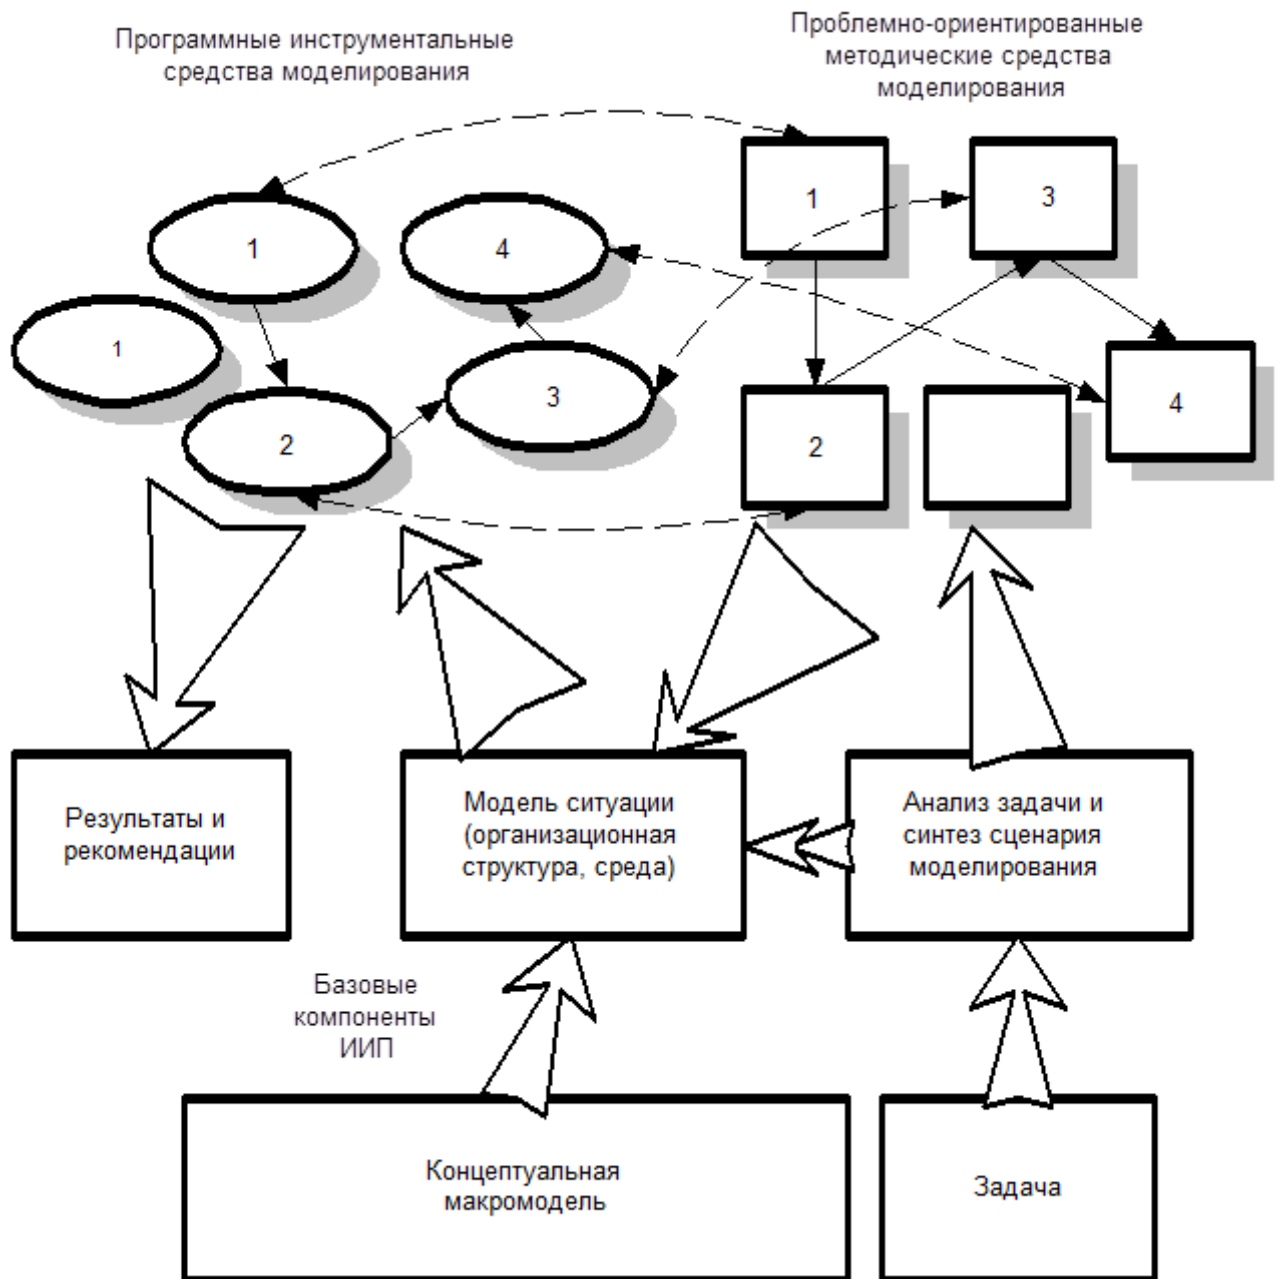 Программные инструментальные
средства моделирования
Проблемно-ориентированные
методические средства
моделирования
1
4
1
3
1
2
3
2
4
Результаты и
рекомендации
Модель ситуации
(организационная
структура, среда)
Анализ задачи и
синтез сценария
моделирования
Базовые
компоненты
ИИП
Концептуальная
макромодель
Задача